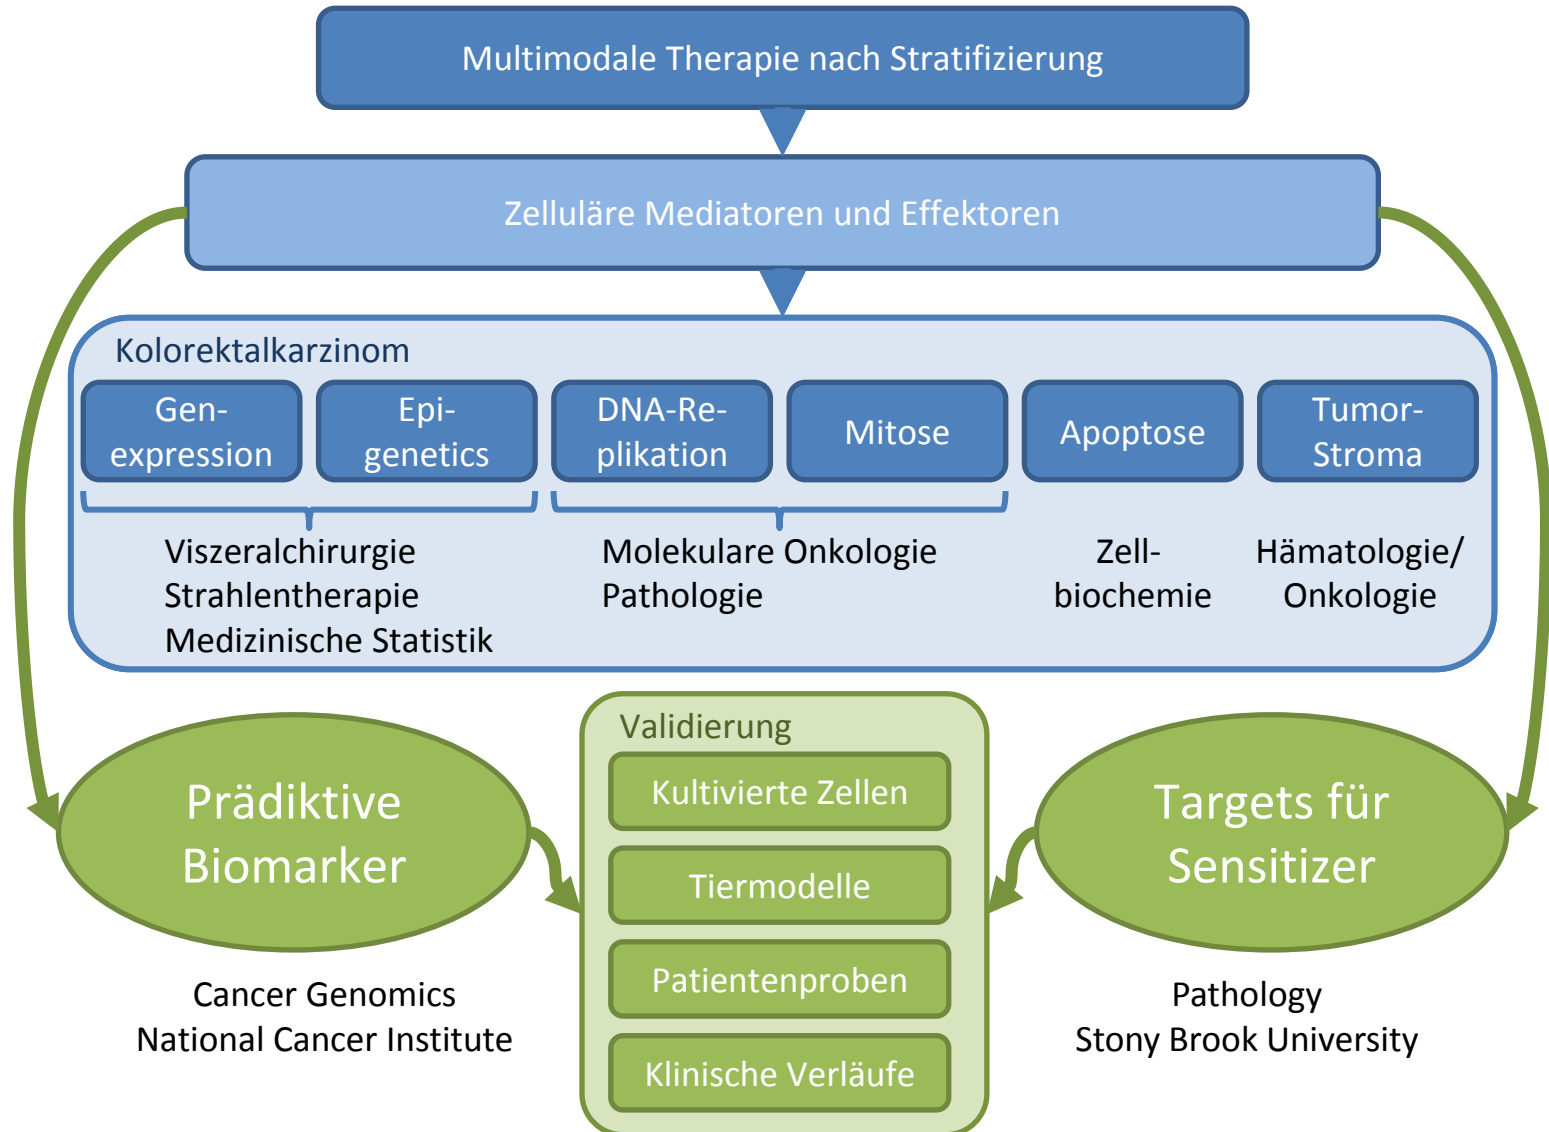 Multimodale Therapie nach Stratifizierung
Zelluläre Mediatoren und Effektoren
Kolorektalkarzinom
Gen-
expression
Epi-
genetics
DNA-Re-
plikation
Mitose
Apoptose
Tumor-
Stroma
Viszeralchirurgie
Strahlentherapie
Medizinische Statistik
Molekulare Onkologie
Pathologie
Zell-
biochemie
Hämatologie/
Onkologie
Prädiktive
Biomarker
Cancer Genomics
National Cancer Institute
Validierung
Kultivierte Zellen
Tiermodelle
Patientenproben
Klinische Verläufe
Targets für
Sensitizer
Pathology
Stony Brook University